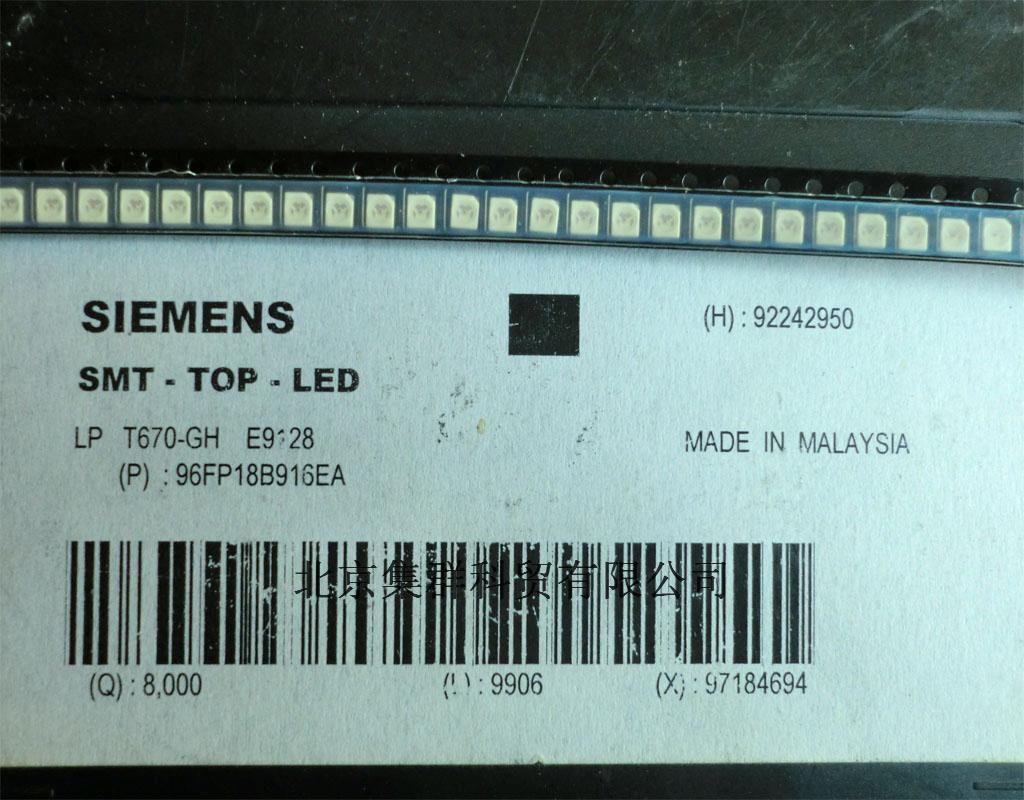 SIEMENS
(H) : 92242950
SMT - TOP - LED
LP T670-GH
MADE IN MALAYSIA
(P) : 96FP18B916EA
北京集群科贸有限公司
(Q) : 8,000
(L) : 9906
(X) : 97184694